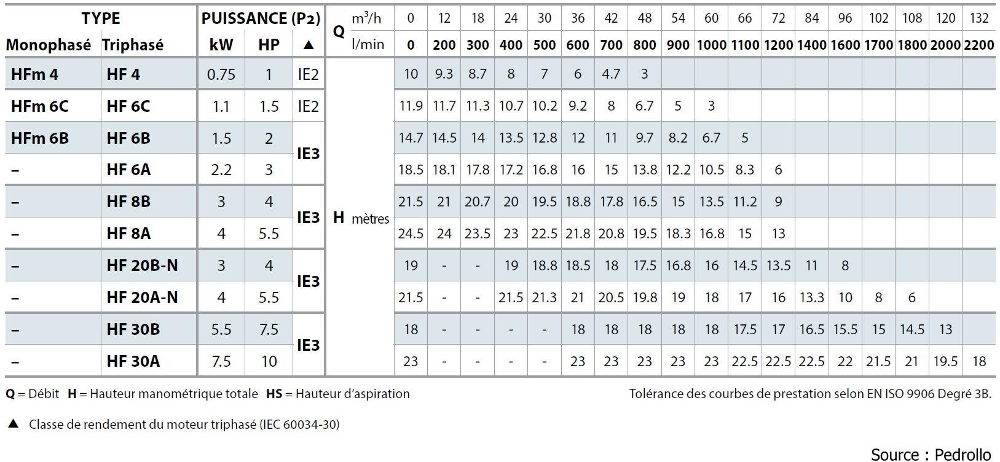 TYPE PUISSANCE (P2) Q m³/h 0 12 18 24 30 36 42 48 54 60 66 72 84 96 102 108 120 132
Monophasé Triphasé kW HP ▲ l/min 0 200 300 400 500 600 700 800 900 1000 1100 1200 1400 1600 1700 1800 2000 2200
HFm 4 HF 4 0.75 1 IE2 10 9.3 8.7 8 7 6 4.7 3
HFm 6C HF 6C 1.1 1.5 IE2 11.9 11.7 11.3 10.7 10.2 9.2 8 6.7 5 3
HFm 6B HF 6B 1.5 2 IE3 14.7 14.5 14 13.5 12.8 12 11 9.7 8.2 6.7 5
– HF 6A 2.2 3 18.5 18.1 17.8 17.2 16.8 16 15 13.8 12.2 10.5 8.3 6
– HF 8B 3 4 IE3 H mètres 21.5 21 20.7 20 19.5 18.8 17.8 16.5 15 13.5 11.2 9
– HF 8A 4 5.5 24.5 24 23.5 23 22.5 21.8 20.8 19.5 18.3 16.8 15 13
– HF 20B-N 3 4 IE3 19 - - 19 18.8 18.5 18 17.5 16.8 16 14.5 13.5 11 8
– HF 20A-N 4 5.5 21.5 - - 21.5 21.3 21 20.5 19.8 19 18 17 16 13.3 10 8 6
– HF 30B 5.5 7.5 IE3 18 - - - - 18 18 18 18 18 17.5 17 16.5 15.5 15 14.5 13
– HF 30A 7.5 10 23 - - - - 23 23 23 23 23 22.5 22.5 22.5 22 21.5 21 19.5 18
Q = Débit H = Hauteur manométrique totale HS = Hauteur d'aspiration Tolérance des courbes de prestation selon EN ISO 9906 Degré 3B.
▲ Classe de rendement du moteur triphasé (IEC 60034-30)
Source : Pedrollo